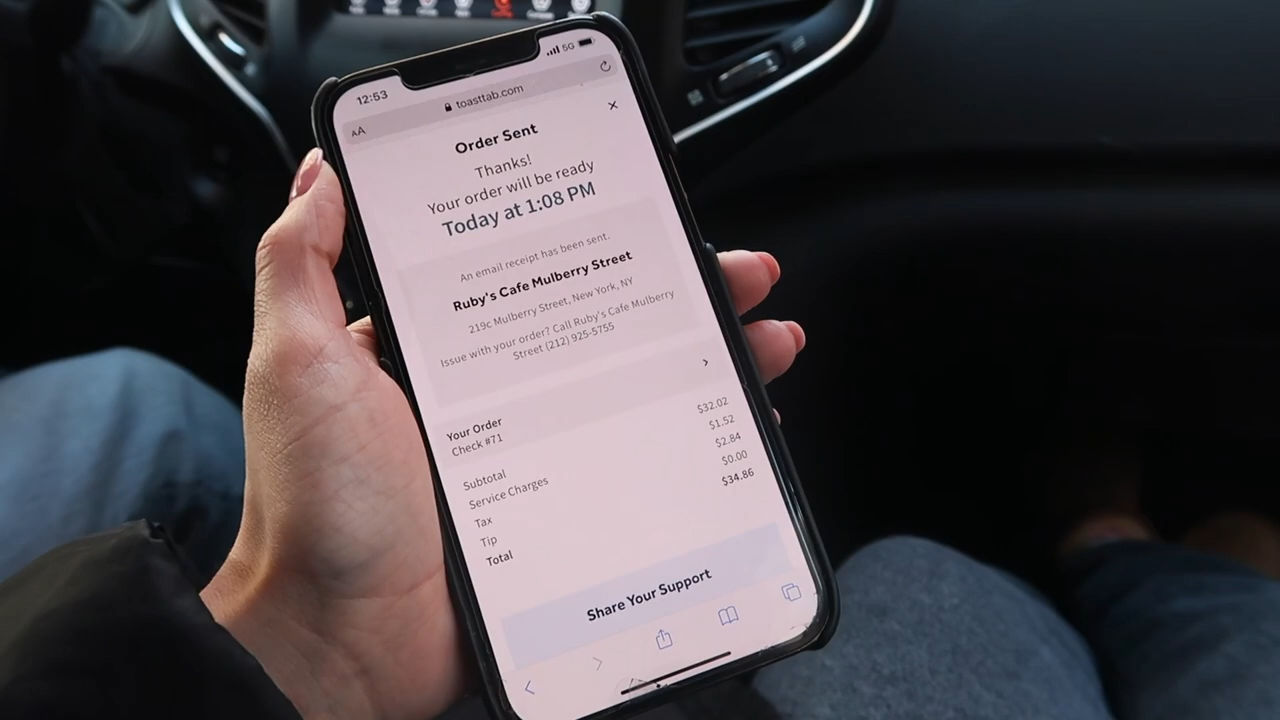 12:53
5G
AA
toasttab.com
Order Sent
Thanks!
Your order will be ready
Today at 1:08 PM
An email receipt has been sent.
Ruby's Cafe Mulberry Street
219c Mulberry Street, New York, NY
Issue with your order? Call Ruby's Cafe Mulberry
Street (212) 925-5755
Your Order
Check #71
Subtotal $32.02
Service Charges $1.52
Tax $2.84
Tip $0.00
Total $34.86
Share Your Support